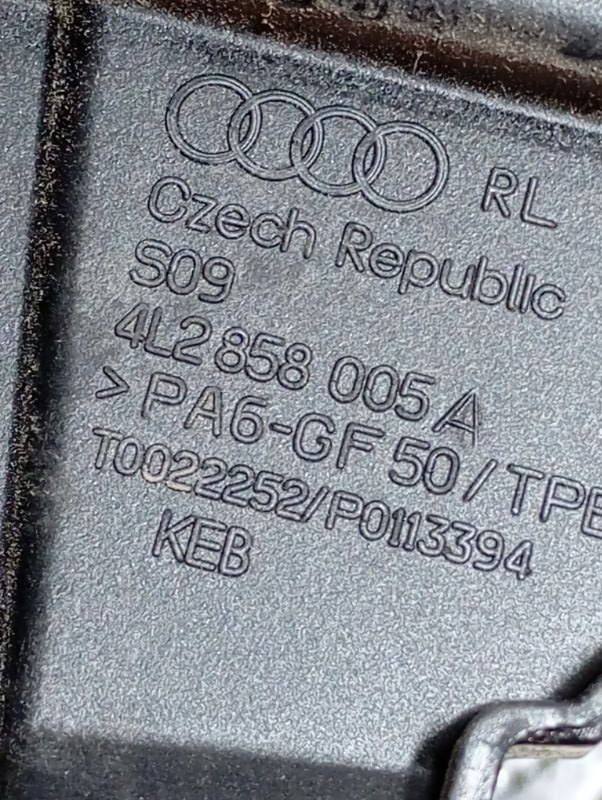 RL
Czech Republic
S09
4L2 858 005 A
>PA6-GF 50/TPE
T0022252/P0113394
KEB